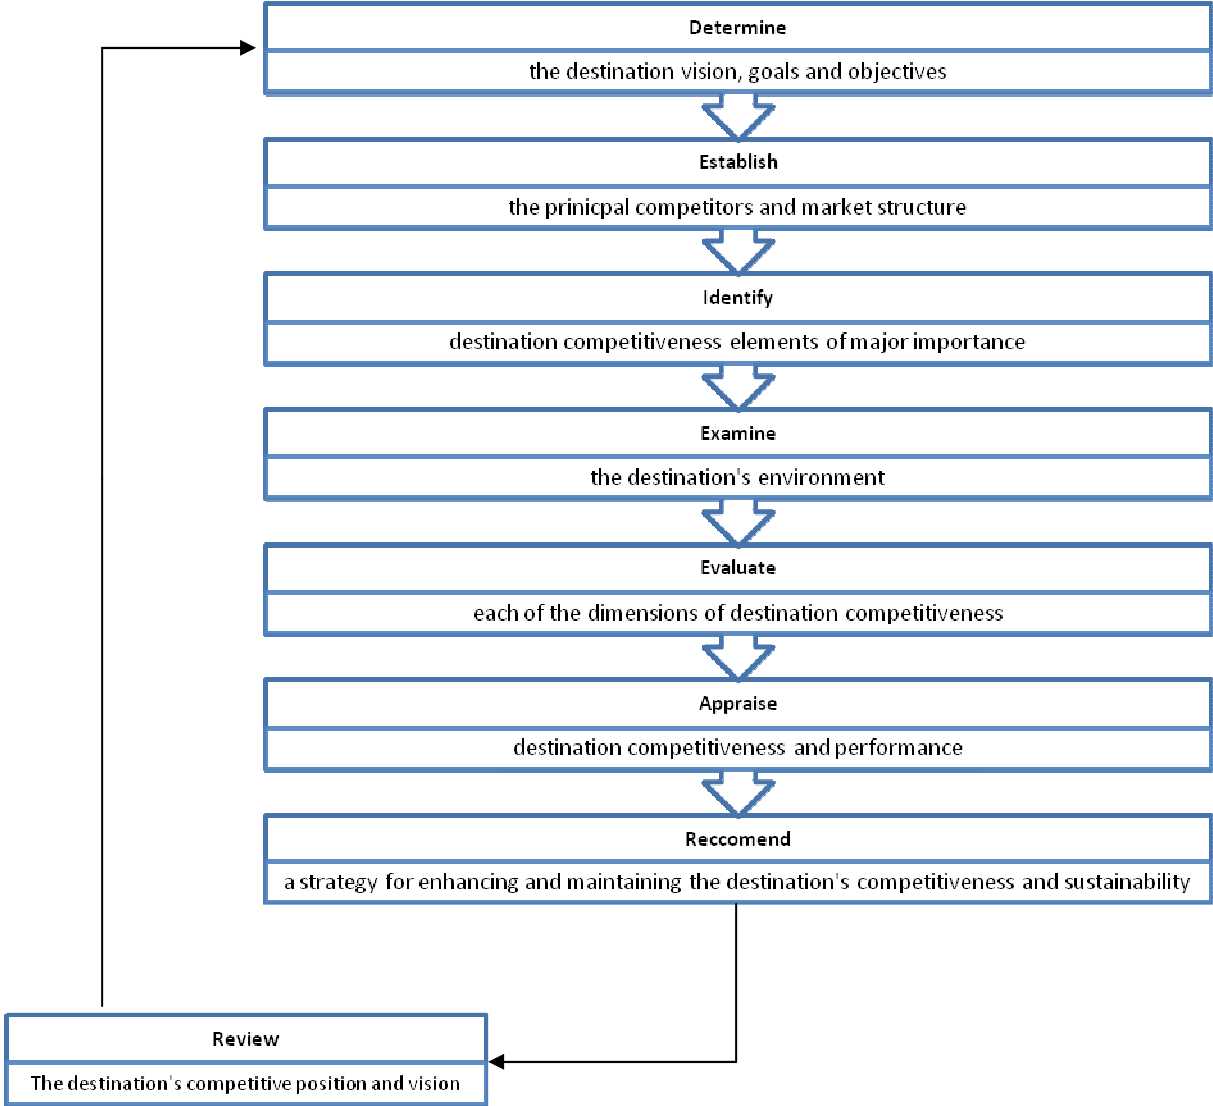 Determine
the destination vision, goals and objectives
Establish
the prinicpal competitors and market structure
Identify
destination competitiveness elements of major importance
Examine
the destination's environment
Evaluate
each of the dimensions of destination competitiveness
Appraise
destination competitiveness and performance
Reccomend
a strategy for enhancing and maintaining the destination's competitiveness and sustainability
Review
The destination's competitive position and vision